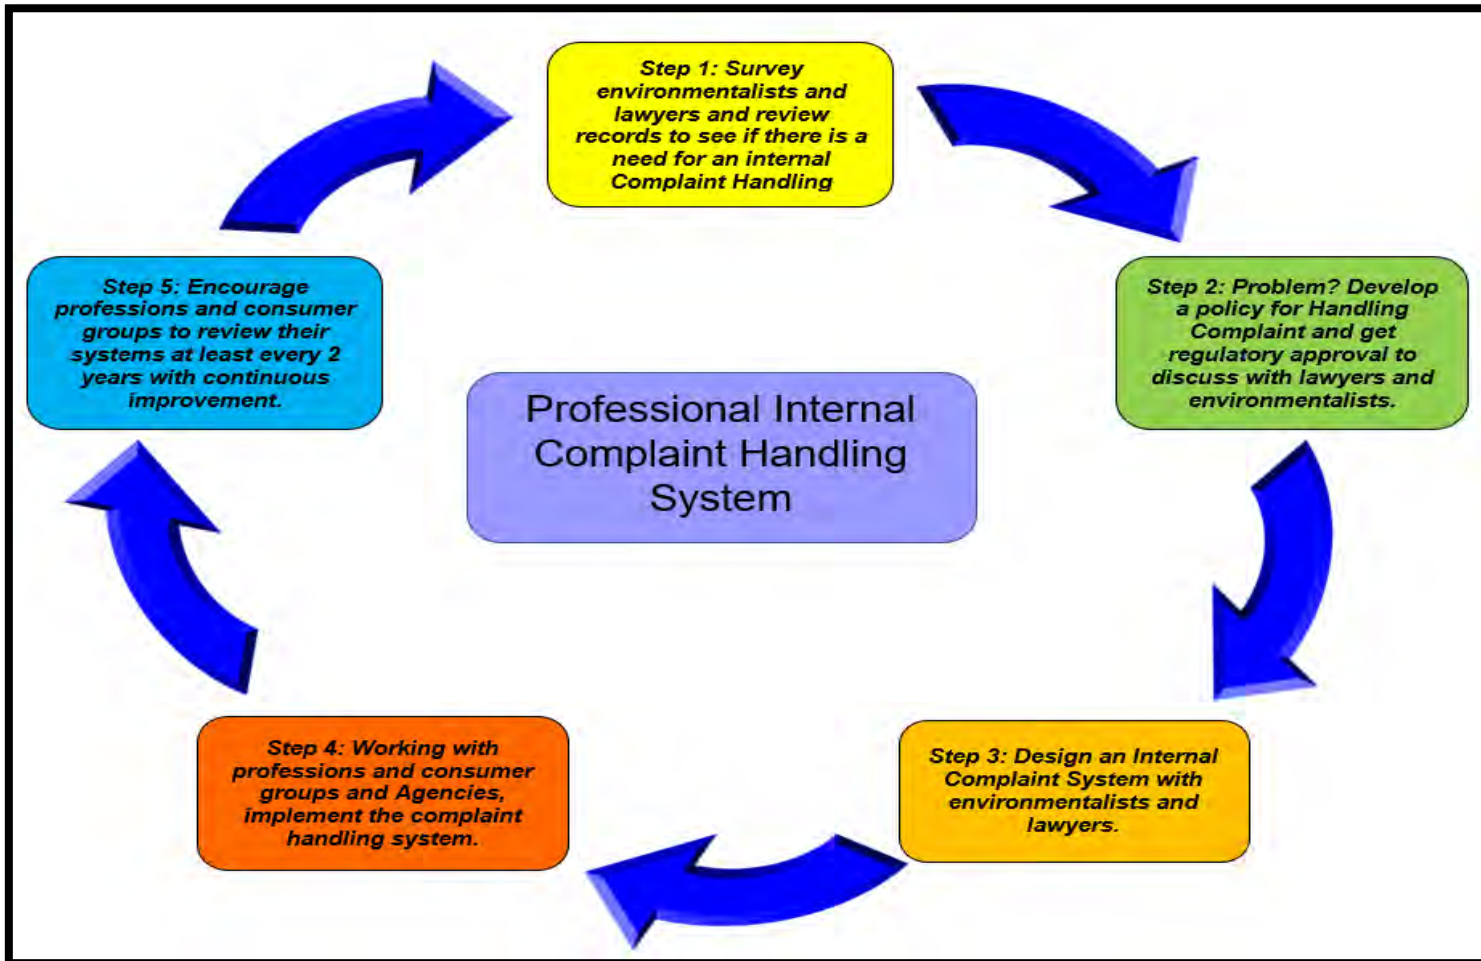 Step 1: Survey
environmentalists and
lawyers and review
records to see if there is a
need for an internal
Complaint Handling
Step 2: Problem? Develop
a policy for Handling
Complaint and get
regulatory approval to
discuss with lawyers and
environmentalists.
Step 3: Design an Internal
Complaint System with
environmentalists and
lawyers.
Step 4: Working with
professions and consumer
groups and Agencies,
implement the complaint
handling system.
Step 5: Encourage
professions and consumer
groups to review their
systems at least every 2
years with continuous
improvement.
Professional Internal
Complaint Handling
System